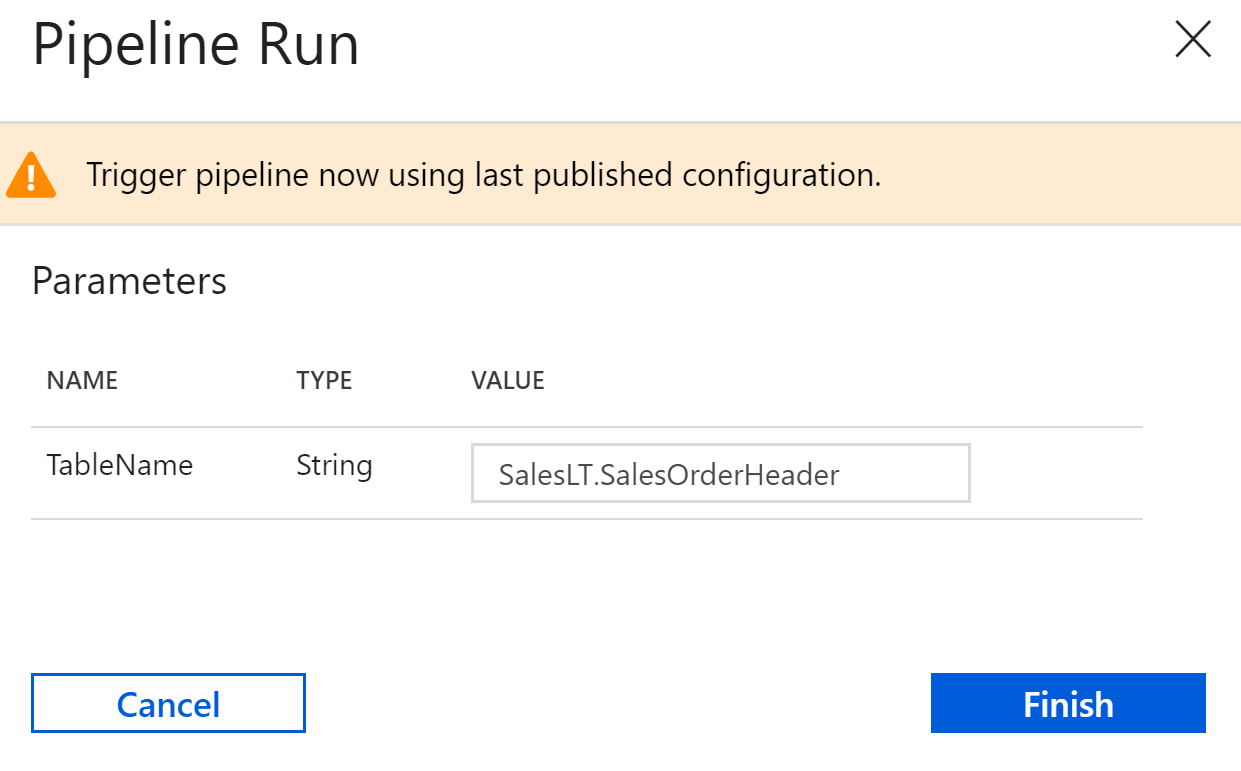 Pipeline Run
Trigger pipeline now using last published configuration.
Parameters
NAME TYPE VALUE
TableName String SalesLT.SalesOrderHeader
Cancel Finish